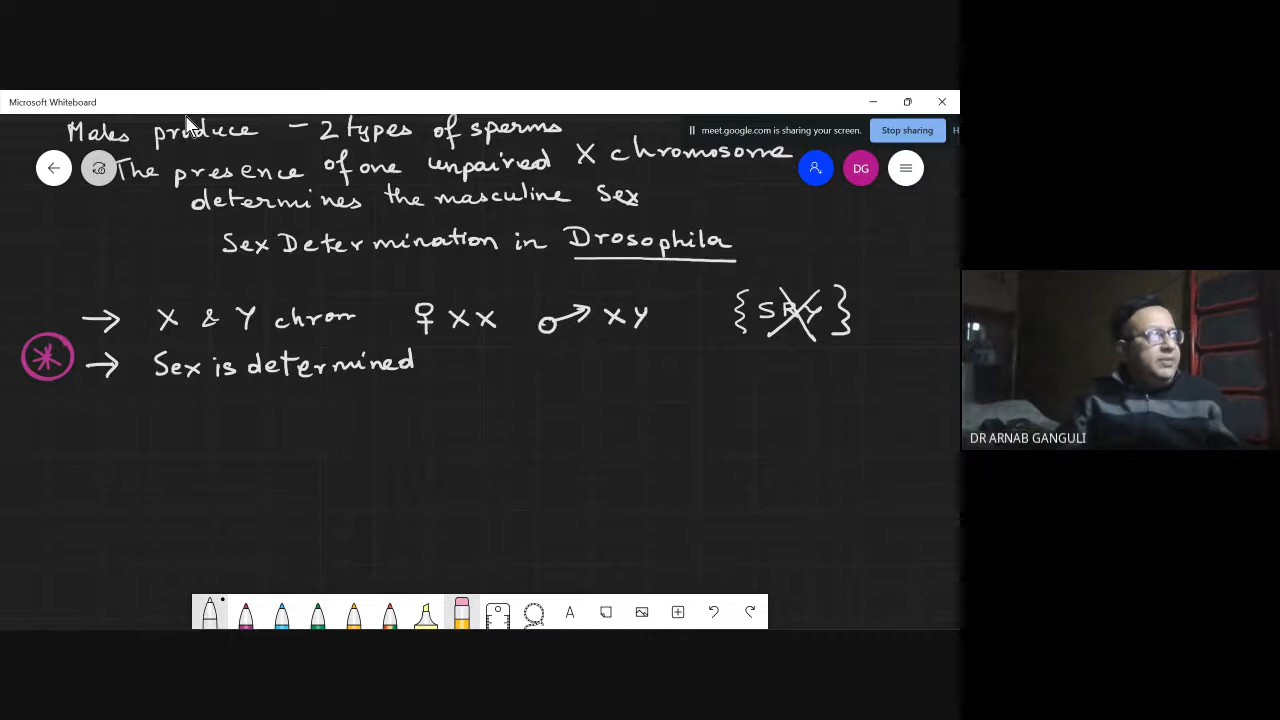 Microsoft Whiteboard
Males produce - 2 types of sperms
meet.google.com is sharing your screen.
Stop sharing
H
The presence of one unpaired X chromosome
DG
determines the masculine Sex
Sex Determination in Drosophila
→ X & Y chrom ♀ XX ♂ XY {SRY}
→ Sex is determined
DR ARNAB GANGULI
A